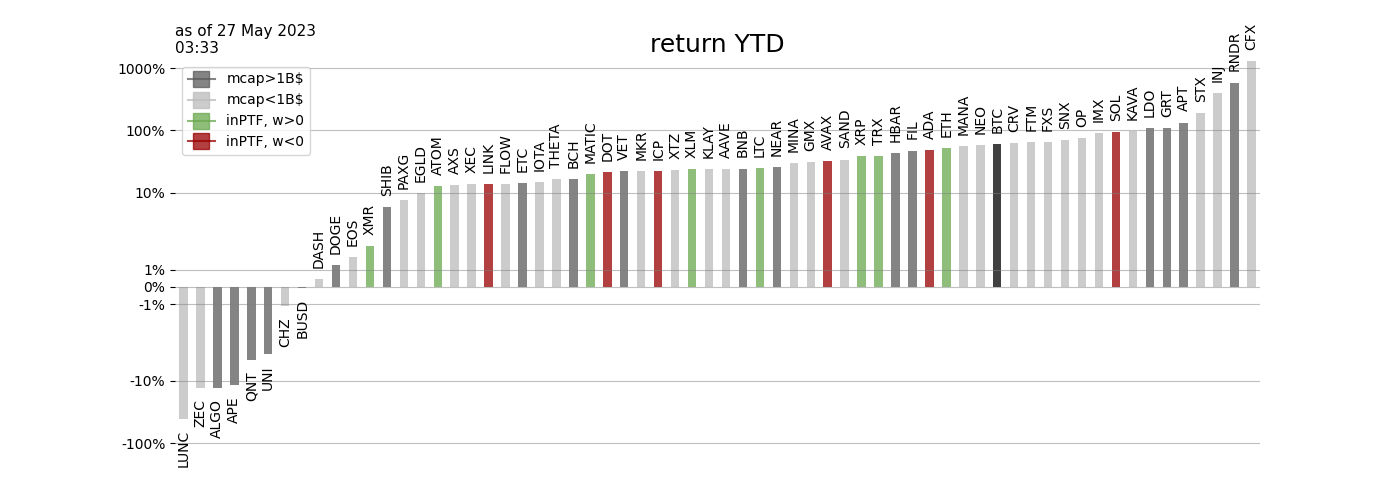 as of 27 May 2023
03:33
return YTD
1000%
100%
10%
1%
0%
-1%
-10%
-100%
mcap>1B$
mcap<1B$
inPTF, w>0
inPTF, w<0
LUNC
ZEC
ALGO
APE
QNT
UNI
CHZ
BUSD
DASH
DOGE
EOS
XMR
SHIB
PAXG
EGLD
ATOM
AXS
XEC
LINK
FLOW
ETC
IOTA
THETA
BCH
MATIC
DOT
VET
MKR
ICP
XTZ
XLM
KLAY
AAVE
BNB
LTC
NEAR
MINA
GMX
AVAX
SAND
XRP
TRX
HBAR
FIL
ADA
ETH
MANA
NEO
BTC
CRV
FTM
FXS
SNX
OP
IMX
SOL
KAVA
LDO
GRT
APT
STX
INJ
RNDR
CFX